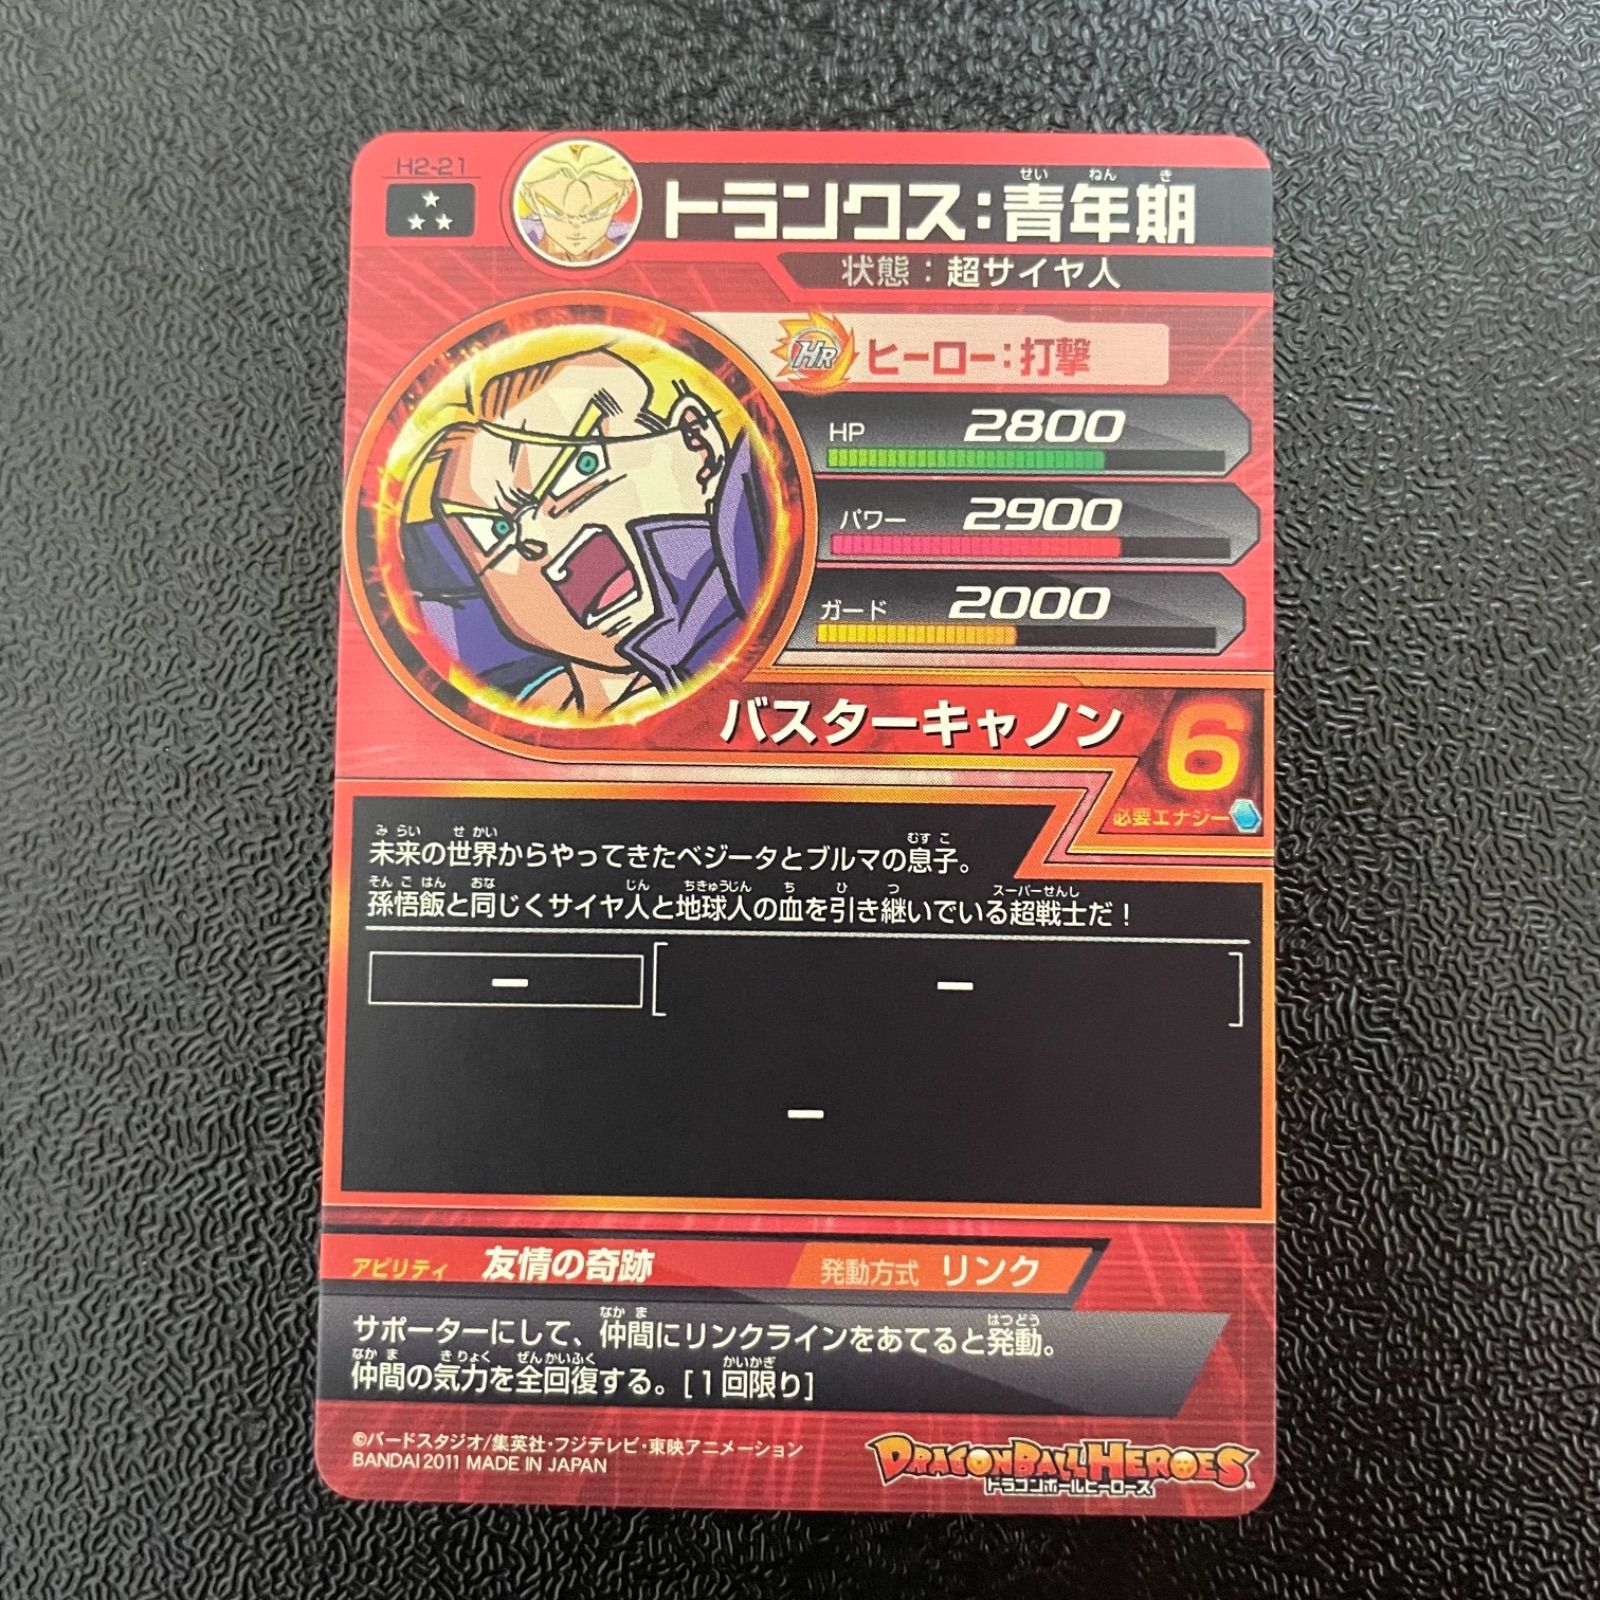 H2-21
せい ねん き
トランクス:青年期
状態:超サイヤ人
HR ヒーロー:打撃
HP 2800
パワー 2900
ガード 2000
バスターキャノン 6
必要エナジー
み らい せ かい むす こ
未来の世界からやってきたベジータとブルマの息子。
そん ご はん おな じん ちきゅうじん ち ひ つ スーパーせんし
孫悟飯と同じくサイヤ人と地球人の血を引き継いでいる超戦士だ!
ー ー
ー
アビリティ 友情の奇跡 発動方式 リンク
なか ま はつどう
サポーターにして、仲間にリンクラインをあてると発動。
なか ま きりょく ぜんかいふく かいかぎ
仲間の気力を全回復する。[1回限り]
©バードスタジオ/集英社・フジテレビ・東映アニメーション
BANDAI 2011 MADE IN JAPAN
DRAGONBALL HEROES
ドラゴンボールヒーローズ